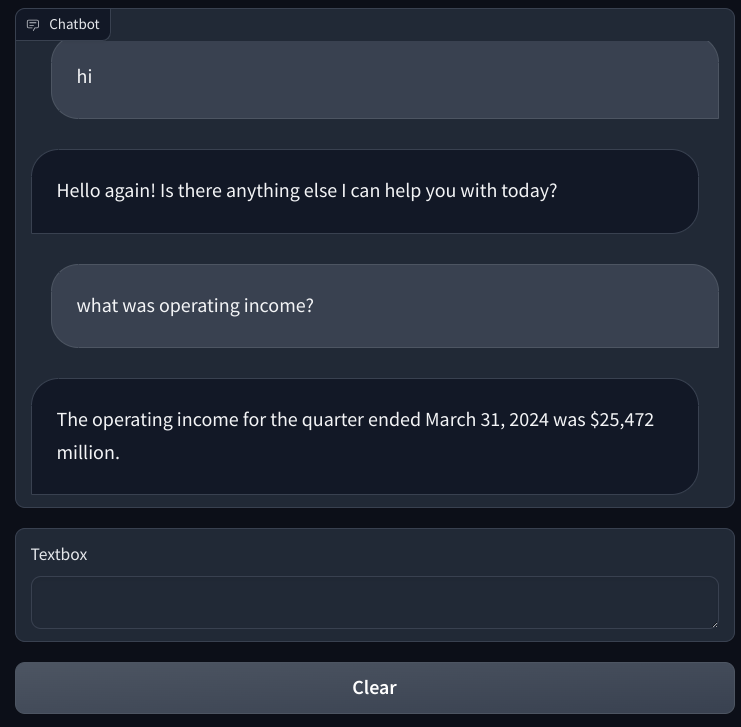 Chatbot
hi
Hello again! Is there anything else I can help you with today?
what was operating income?
The operating income for the quarter ended March 31, 2024 was $25,472
million.
Textbox
Clear